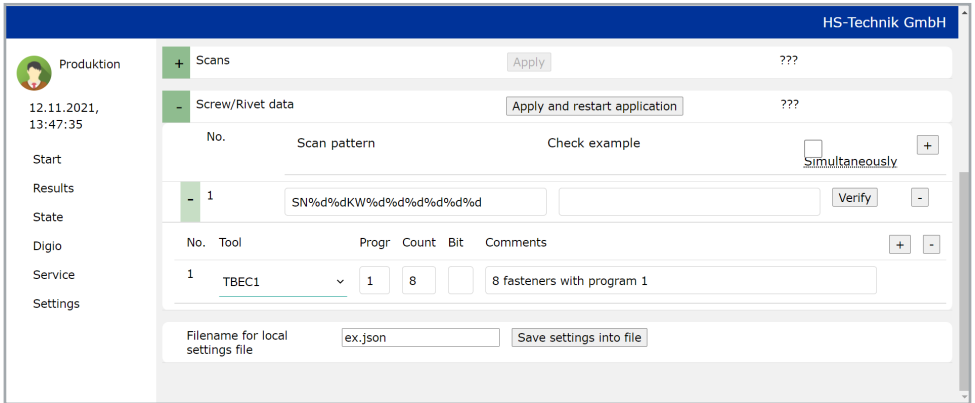 HS-Technik GmbH
Produktion
12.11.2021,
13:47:35
Start
Results
State
Digio
Service
Settings
+ Scans Apply ???
- Screw/Rivet data Apply and restart application ???
No. Scan pattern Check example Simultaneously +
- 1 SN%d%dKW%d%d%d%d%d%d Verify -
No. Tool Progr Count Bit Comments + -
1 TBEC1 1 8 8 fasteners with program 1
Filename for local
settings file
ex.json Save settings into file